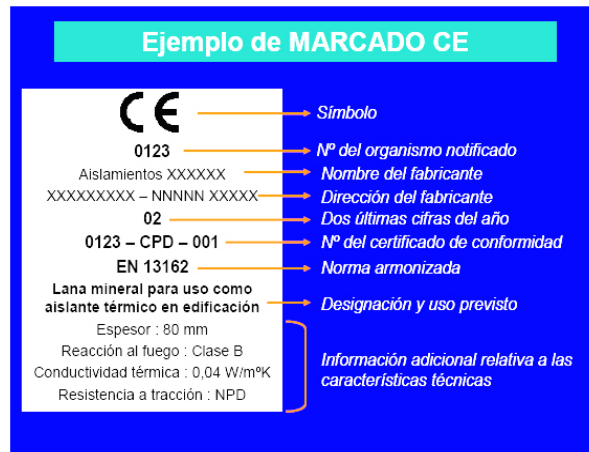 Ejemplo de MARCADO CE
CE
Símbolo
0123
Nº del organismo notificado
Aislamientos XXXXXX
Nombre del fabricante
XXXXXXXXX – NNNNN XXXXX
Dirección del fabricante
02
Dos últimas cifras del año
0123 – CPD – 001
Nº del certificado de conformidad
EN 13162
Norma armonizada
Lana mineral para uso como
aislante térmico en edificación
Designación y uso previsto
Espesor : 80 mm
Reacción al fuego : Clase B
Conductividad térmica : 0,04 W/mºK
Resistencia a tracción : NPD
Información adicional relativa a las
características técnicas